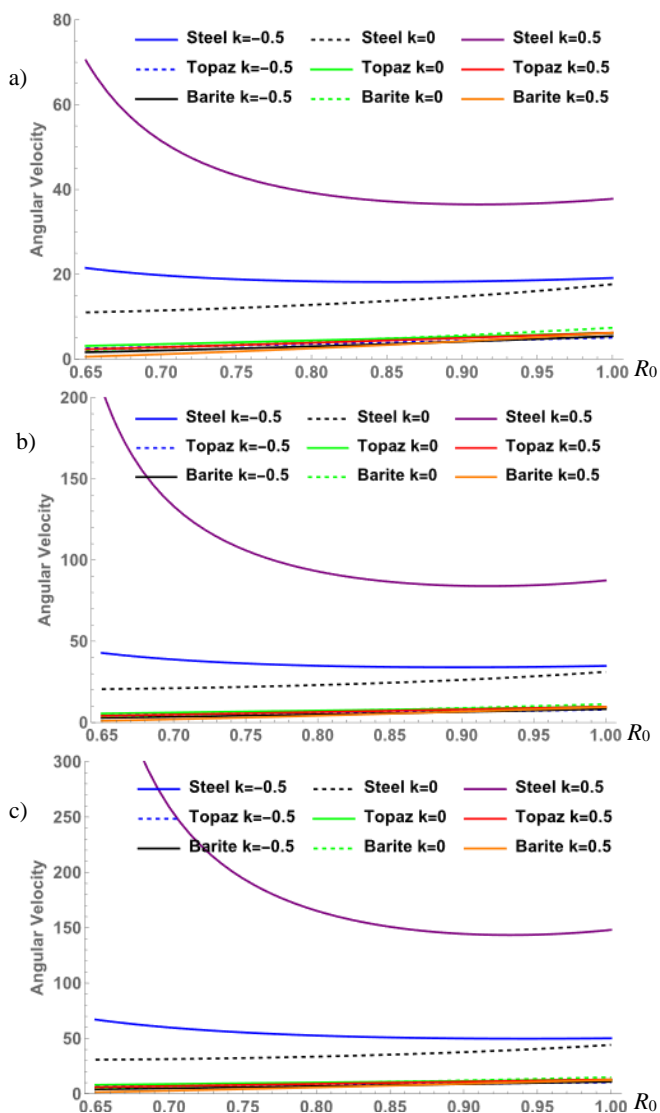 a)
Angular Velocity
80
60
40
20
0
Steel k=−0.5 Steel k=0 Steel k=0.5
Topaz k=−0.5 Topaz k=0 Topaz k=0.5
Barite k=−0.5 Barite k=0 Barite k=0.5
0.65 0.70 0.75 0.80 0.85 0.90 0.95 1.00 R0
b)
Angular Velocity
200
150
100
50
0
Steel k=−0.5 Steel k=0 Steel k=0.5
Topaz k=−0.5 Topaz k=0 Topaz k=0.5
Barite k=−0.5 Barite k=0 Barite k=0.5
0.65 0.70 0.75 0.80 0.85 0.90 0.95 1.00 R0
c)
Angular Velocity
300
250
200
150
100
50
0
Steel k=−0.5 Steel k=0 Steel k=0.5
Topaz k=−0.5 Topaz k=0 Topaz k=0.5
Barite k=−0.5 Barite k=0 Barite k=0.5
0.65 0.70 0.75 0.80 0.85 0.90 0.95 1.00 R0